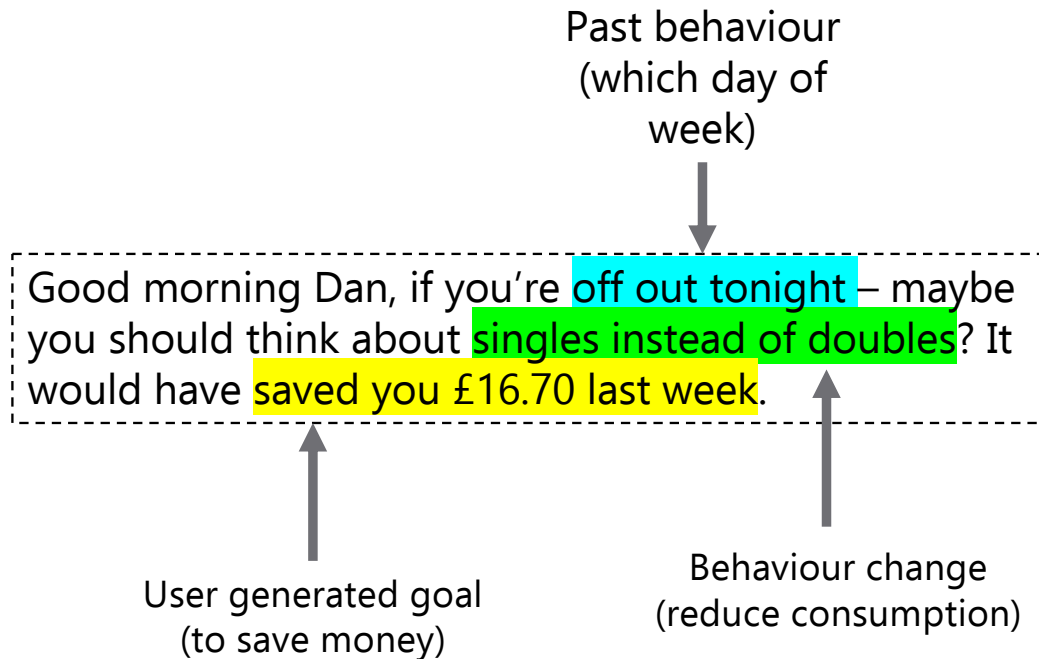 Past behaviour
(which day of
week)
Good morning Dan, if you’re off out tonight – maybe
you should think about singles instead of doubles? It
would have saved you £16.70 last week.
User generated goal
(to save money)
Behaviour change
(reduce consumption)